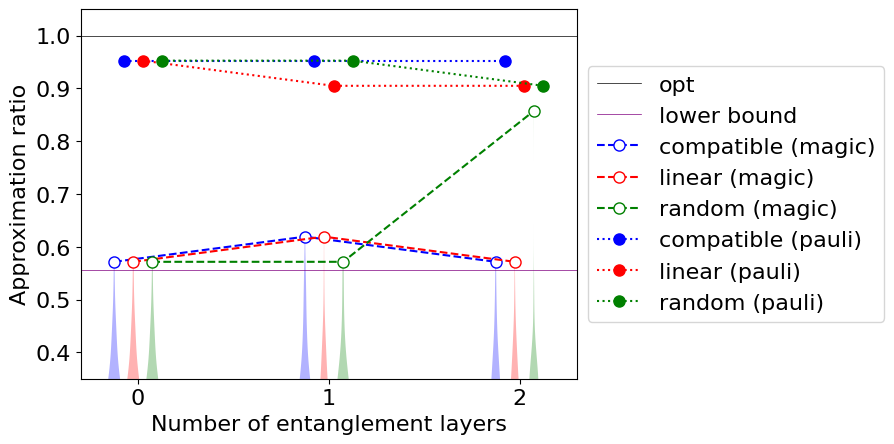 1.0
0.9
0.8
0.7
0.6
0.5
0.4
Approximation ratio
0 1 2
Number of entanglement layers
opt
lower bound
compatible (magic)
linear (magic)
random (magic)
compatible (pauli)
linear (pauli)
random (pauli)